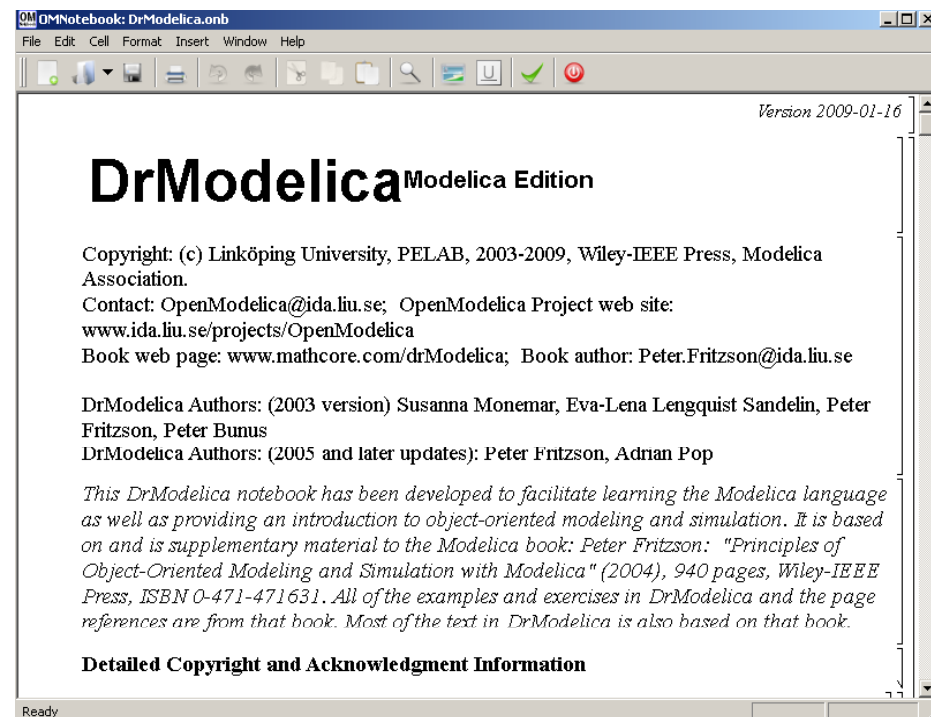 OMNotebook: DrModelica.onb
File Edit Cell Format Insert Window Help
Version 2009-01-16
DrModelica Modelica Edition
Copyright: (c) Linköping University, PELAB, 2003-2009, Wiley-IEEE Press, Modelica
Association.
Contact: OpenModelica@ida.liu.se; OpenModelica Project web site:
www.ida.liu.se/projects/OpenModelica
Book web page: www.mathcore.com/drModelica; Book author: Peter.Fritzson@ida.liu.se
DrModelica Authors: (2003 version) Susanna Monemar, Eva-Lena Lengquist Sandelin, Peter
Fritzson, Peter Bunus
DrModelica Authors: (2005 and later updates): Peter Fritzson, Adrian Pop
This DrModelica notebook has been developed to facilitate learning the Modelica language
as well as providing an introduction to object-oriented modeling and simulation. It is based
on and is supplementary material to the Modelica book: Peter Fritzson: "Principles of
Object-Oriented Modeling and Simulation with Modelica" (2004), 940 pages, Wiley-IEEE
Press, ISBN 0-471-471631. All of the examples and exercises in DrModelica and the page
references are from that book. Most of the text in DrModelica is also based on that book.
Detailed Copyright and Acknowledgment Information
Ready